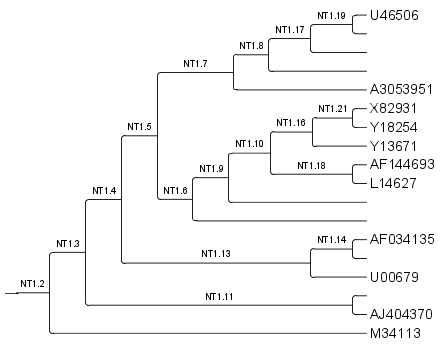 NT1.19
U46506
NT1.17
NT1.8
NT1.7
A3053951
X82931
NT1.21
Y18254
NT1.16
NT1.5
Y13671
NT1.10
AF144693
NT1.18
NT1.9
L14627
NT1.6
NT1.4
AF034135
NT1.14
NT1.3
NT1.13
U00679
NT1.2
NT1.11
AJ404370
M34113